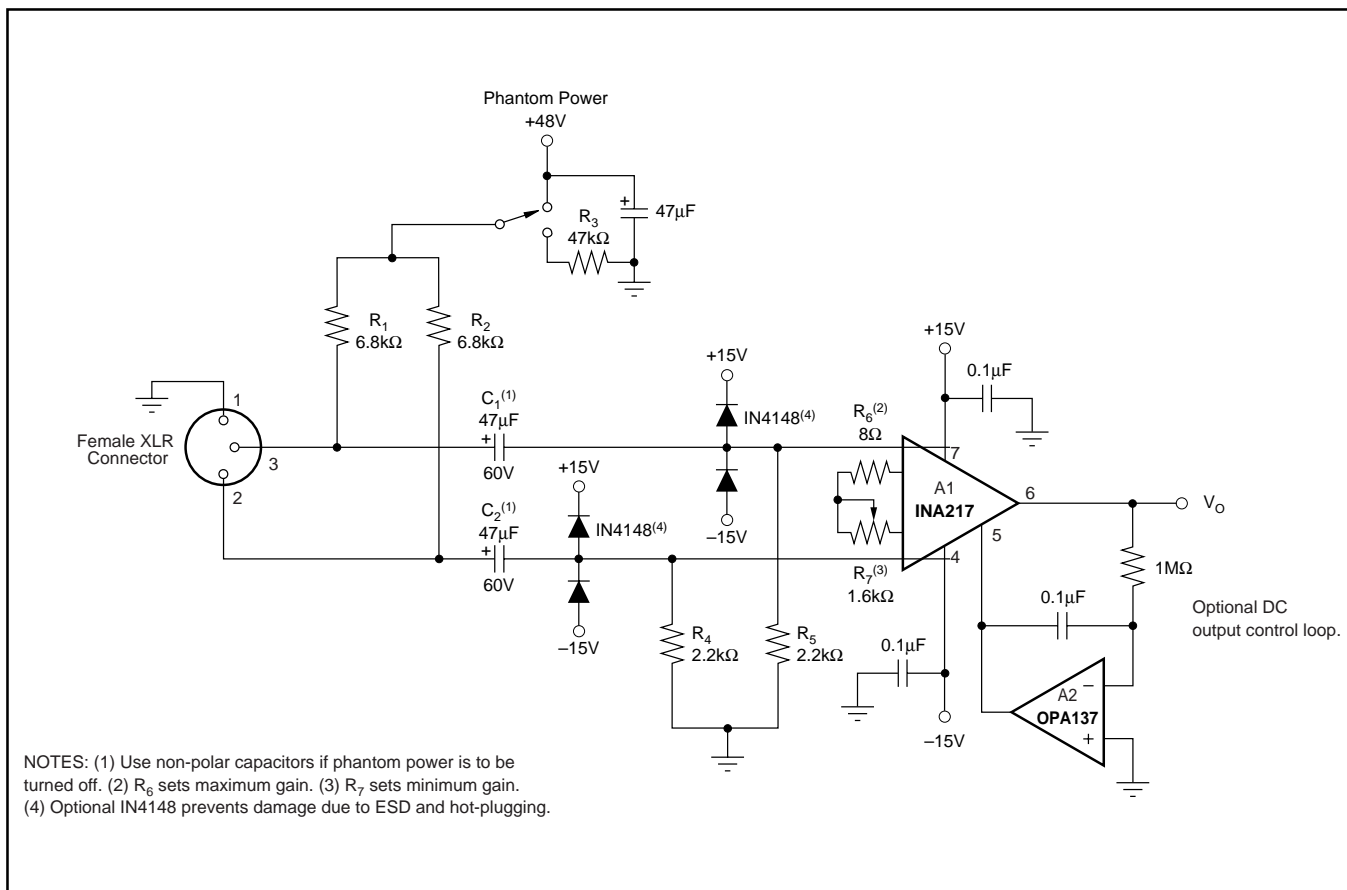 Phantom Power
+48V
R3
47kΩ
+
47µF
R1
6.8kΩ
R2
6.8kΩ
+15V
+15V
0.1µF
1
Female XLR
Connector
3
2
C1(1)
47µF
+
60V
IN4148(4)
–15V
R6(2)
8Ω
7
A1
INA217
6
VO
5
4
+15V
C2(1)
47µF
+
60V
IN4148(4)
–15V
R7(3)
1.6kΩ
1MΩ
0.1µF
Optional DC
output control loop.
R4
2.2kΩ
R5
2.2kΩ
0.1µF
–15V
A2
OPA137
–
+
NOTES: (1) Use non-polar capacitors if phantom power is to be
turned off. (2) R6 sets maximum gain. (3) R7 sets minimum gain.
(4) Optional IN4148 prevents damage due to ESD and hot-plugging.